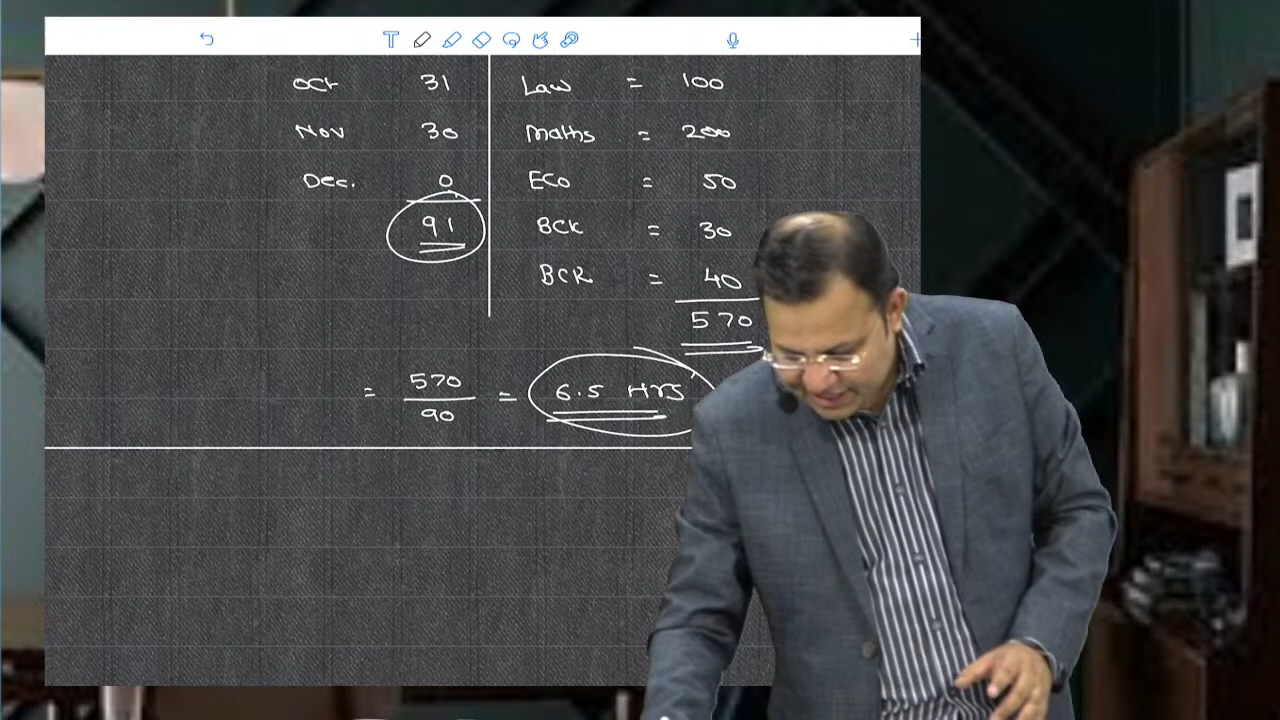 Oct 31
Nov 30
Dec. 0
91
Law = 100
Maths = 200
Eco = 50
BCK = 30
BCR = 40
570
= 570 / 90 = 6.5 Hrs